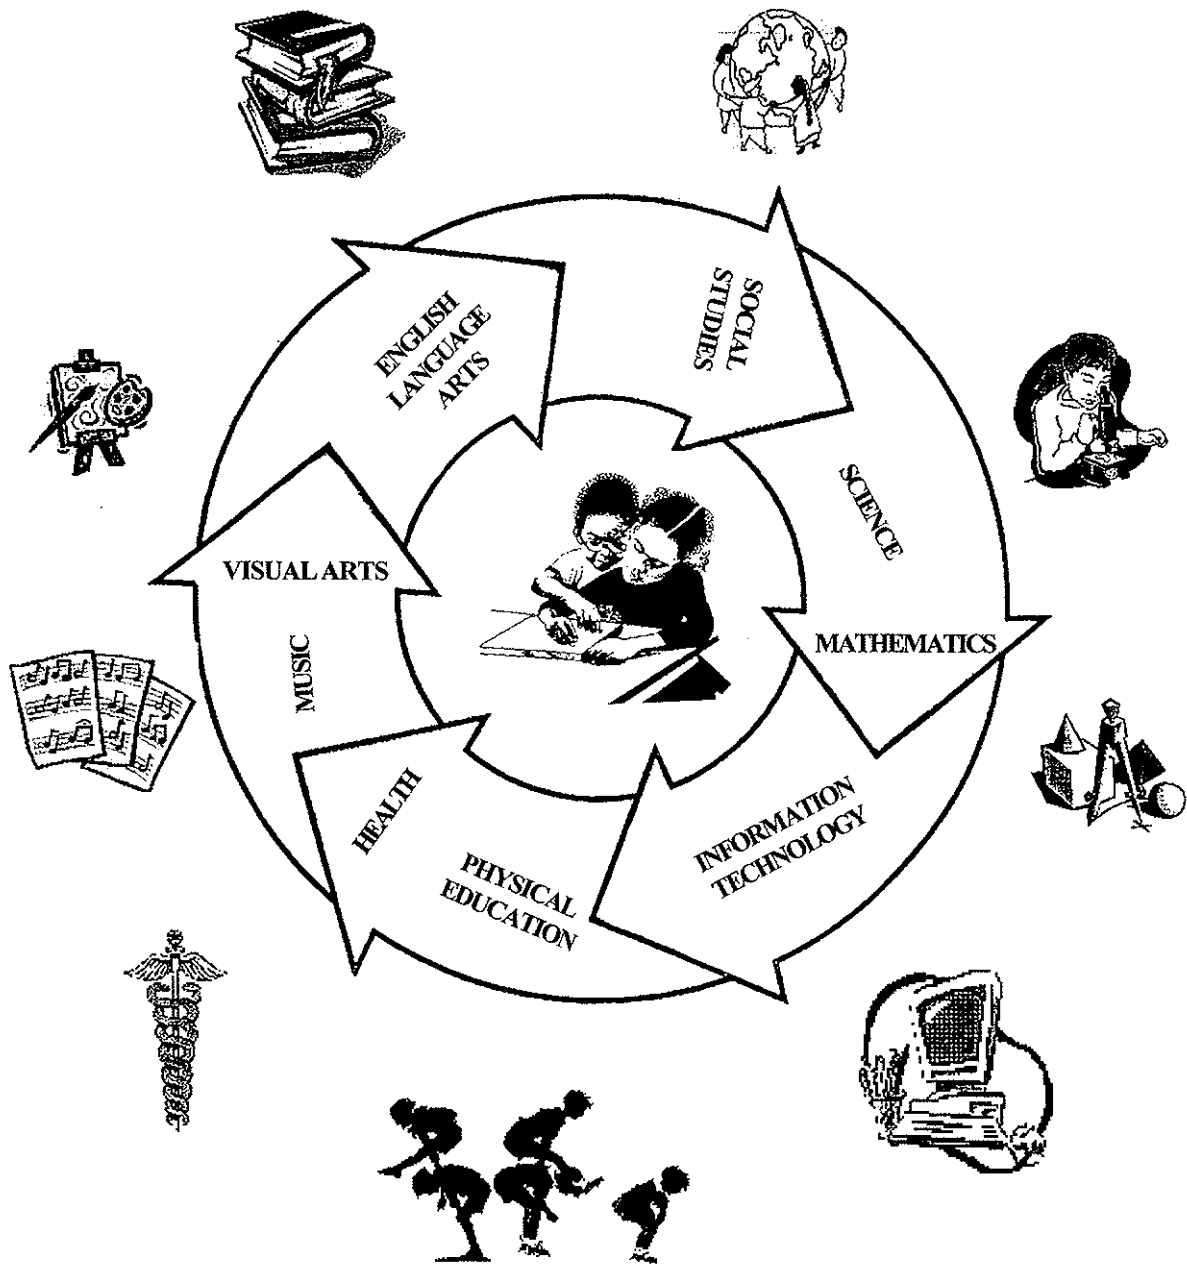 ENGLISH
LANGUAGE
ARTS
SOCIAL
STUDIES
SCIENCE
MATHEMATICS
INFORMATION
TECHNOLOGY
PHYSICAL
EDUCATION
HEALTH
MUSIC
VISUAL ARTS